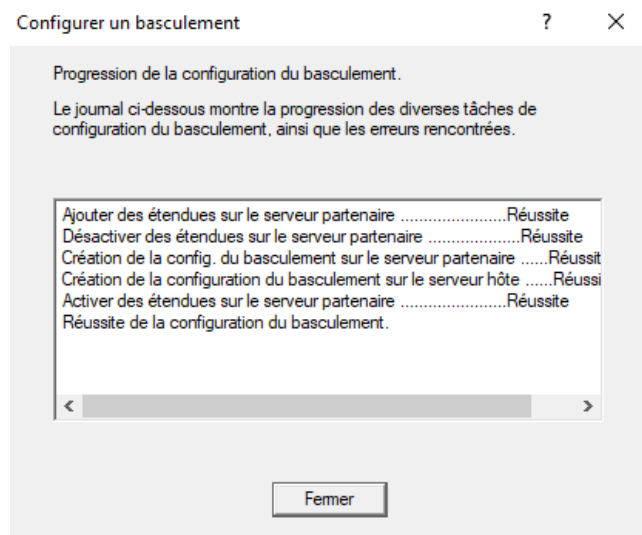 Configurer un basculement ? ×
Progression de la configuration du basculement.
Le journal ci-dessous montre la progression des diverses tâches de
configuration du basculement, ainsi que les erreurs rencontrées.
Ajouter des étendues sur le serveur partenaire .......................Réussite
Désactiver des étendues sur le serveur partenaire ....................Réussite
Création de la config. du basculement sur le serveur partenaire ......Réussit
Création de la configuration du basculement sur le serveur hôte ......Réussi
Activer des étendues sur le serveur partenaire .......................Réussite
Réussite de la configuration du basculement.
Fermer